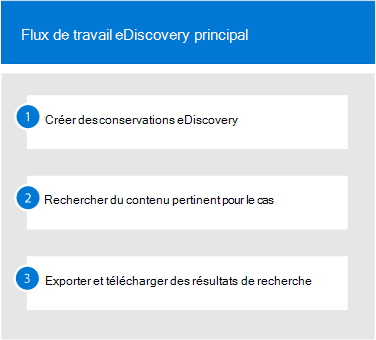 Flux de travail eDiscovery principal
1 Créer des conservations eDiscovery
2 Rechercher du contenu pertinent pour le cas
3 Exporter et télécharger des résultats de recherche